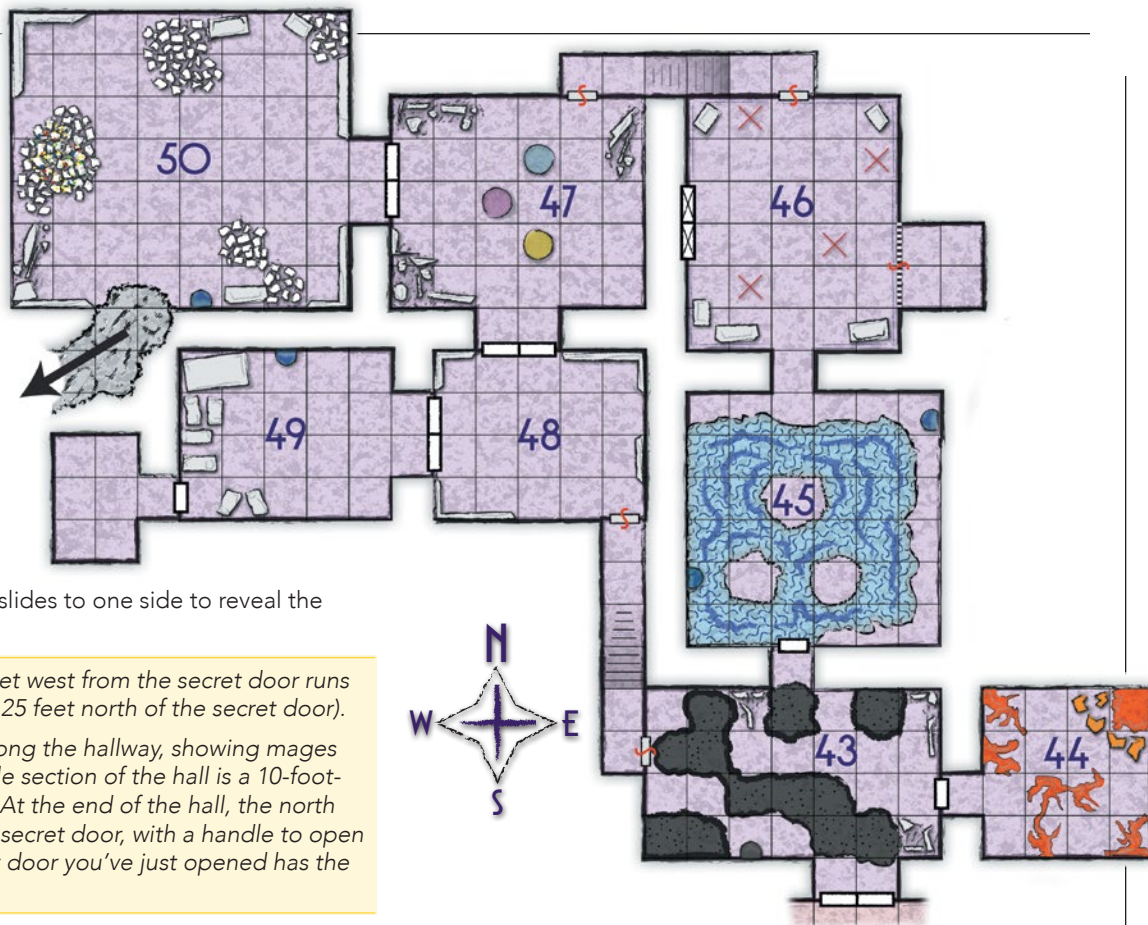 50
47
46
49
48
45
slides to one side to reveal the
N
W E
S
et west from the secret door runs
25 feet north of the secret door).
ong the hallway, showing mages
le section of the hall is a 10-foot-
At the end of the hall, the north
secret door, with a handle to open
door you've just opened has the
43
44